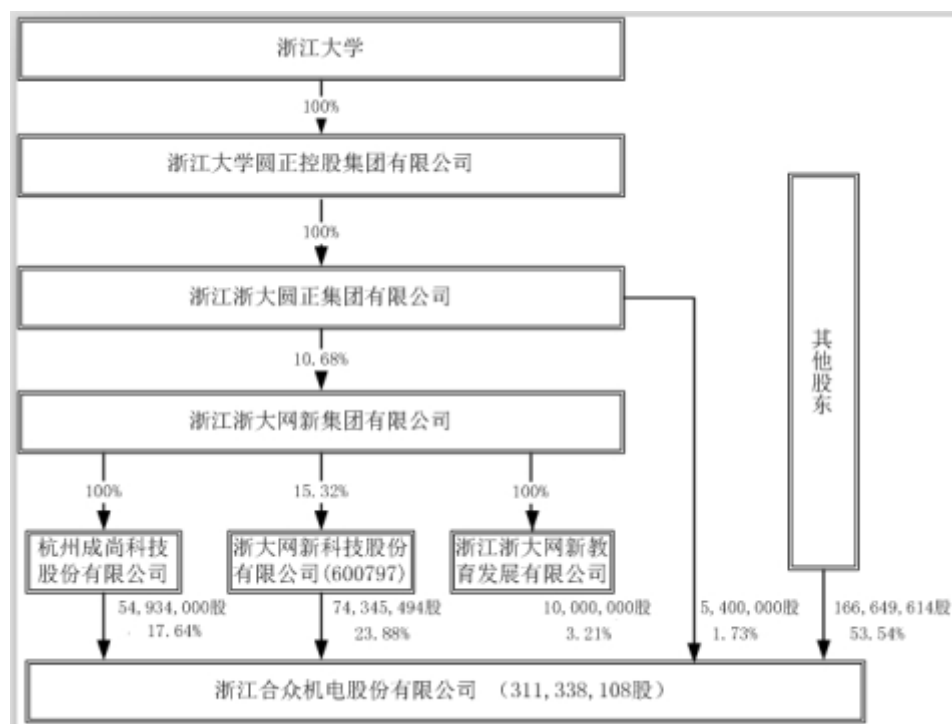 浙江大学
100%
浙江大学圆正控股集团有限公司
100%
浙江浙大圆正集团有限公司
10.68%
浙江浙大网新集团有限公司
100%
15.32%
100%
杭州成尚科技
股份有限公司
浙大网新科技股份
有限公司(600797)
浙江浙大网新教
育发展有限公司
其他股东
54,934,000股
17.64%
74,345,494股
23.88%
10,000,000股
3.21%
5,400,000股
1.73%
166,649,614股
53.54%
浙江合众机电股份有限公司 (311,338,108股)